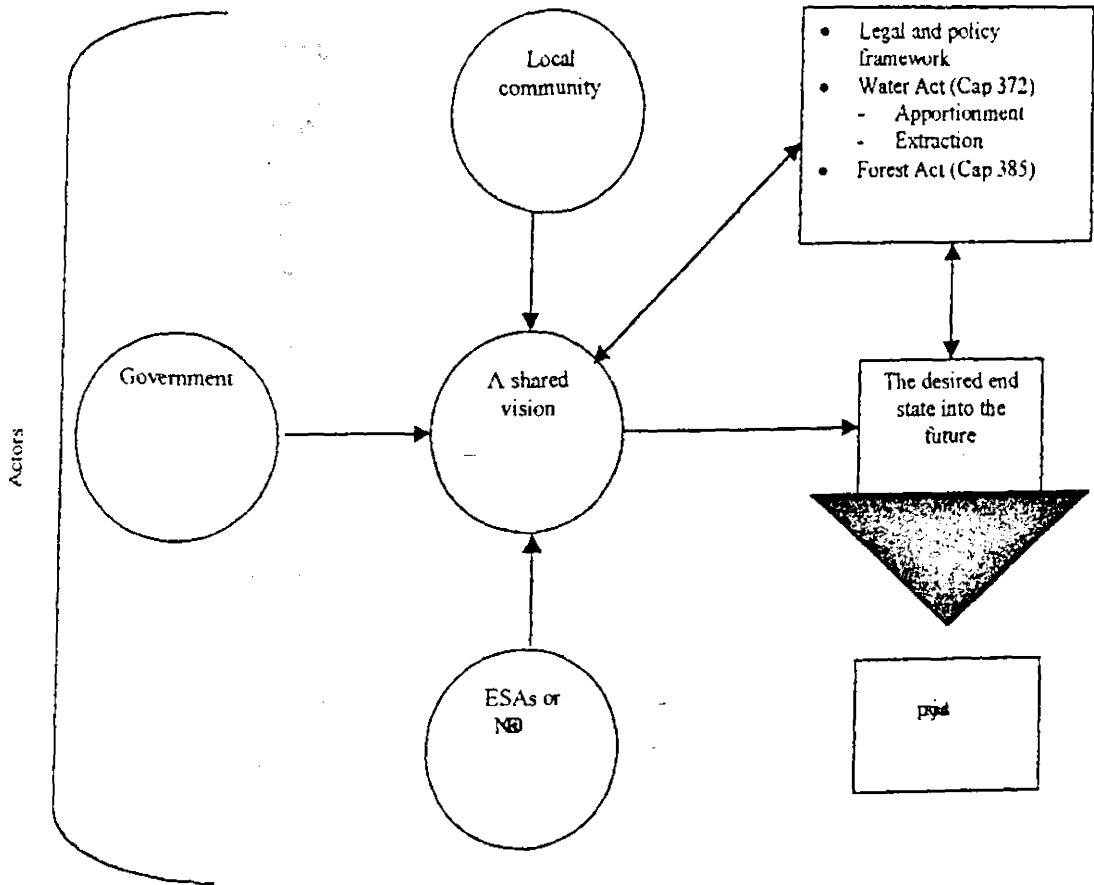 Local
community
• Legal and policy
framework
• Water Act (Cap 372)
- Apportionment
- Extraction
• Forest Act (Cap 385)
Actors
Government
A shared
vision
The desired end
state into the
future
ESAs or